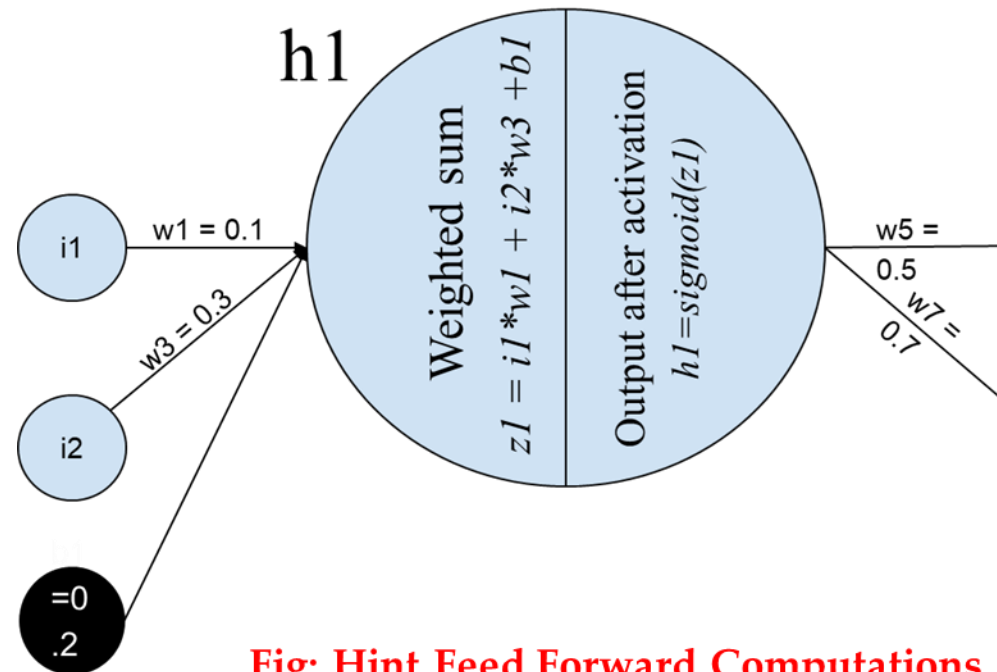 h1
i1
w1 = 0.1
w3 = 0.3
i2
=0
.2
Weighted sum
z1 = i1*w1 + i2*w3 +b1
Output after activation
h1=sigmoid(z1)
w5 =
0.5
w7 =
0.7
Fig: Hint Feed Forward Computations